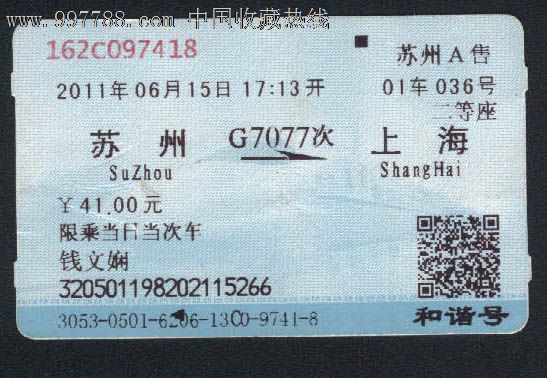 www.997788.com 中国收藏热线
162C097418
苏州A售
2011年06月15日17:13开
01车036号
二等座
苏州 G7077次 上海
SuZhou ShangHai
￥41.00元
限乘当日当次车
钱文娴
320501198202115266
3053-0501-6206-13C0-9741-8
和谐号